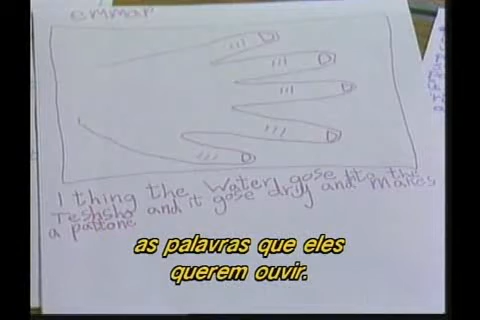 emmar
I thing the Water gose ito the
Teshsho and it gose driy and makes
a pattone
as palavras que eles
querem ouvir.